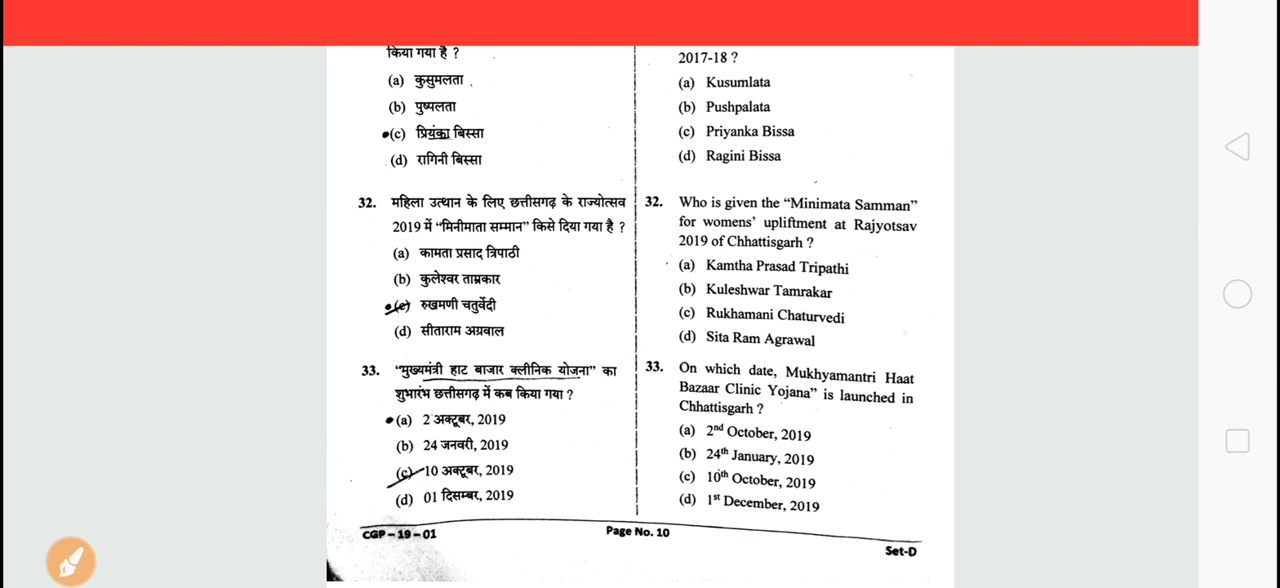 किया गया है ?
(a) कुसुमलता
(b) पुष्पलता
(c) प्रियंका बिस्सा
(d) रागिनी बिस्सा
32. महिला उत्थान के लिए छत्तीसगढ़ के राज्योत्सव
2019 में “मिनीमाता सम्मान” किसे दिया गया है ?
(a) कामता प्रसाद त्रिपाठी
(b) कुलेश्वर ताम्रकार
(c) रुखमणी चतुर्वेदी
(d) सीताराम अग्रवाल
33. “मुख्यमंत्री हाट बाजार क्लीनिक योजना” का
शुभारंभ छत्तीसगढ़ में कब किया गया ?
(a) 2 अक्टूबर, 2019
(b) 24 जनवरी, 2019
(c) 10 अक्टूबर, 2019
(d) 01 दिसम्बर, 2019
2017-18 ?
(a) Kusumlata
(b) Pushpalata
(c) Priyanka Bissa
(d) Ragini Bissa
32. Who is given the “Minimata Samman”
for womens’ upliftment at Rajyotsav
2019 of Chhattisgarh ?
(a) Kamtha Prasad Tripathi
(b) Kuleshwar Tamrakar
(c) Rukhamani Chaturvedi
(d) Sita Ram Agrawal
33. On which date, Mukhyamantri Haat
Bazaar Clinic Yojana” is launched in
Chhattisgarh ?
(a) 2nd October, 2019
(b) 24th January, 2019
(c) 10th October, 2019
(d) 1st December, 2019
CGP – 19 – 01
Page No. 10
Set-D